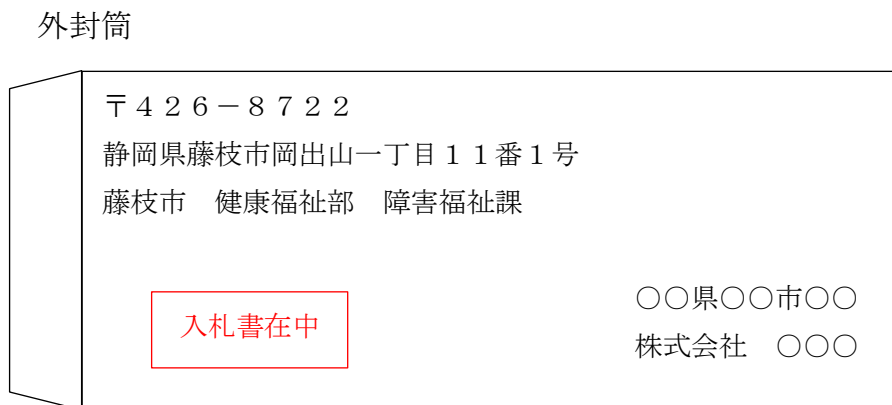 外封筒
〒４２６－８７２２
静岡県藤枝市岡出山一丁目１１番１号
藤枝市　健康福祉部　障害福祉課
入札書在中
○○県○○市○○
株式会社　○○○